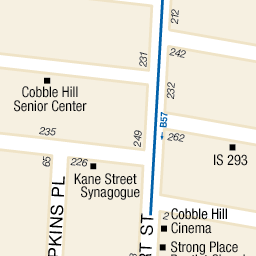 212
231
242
Cobble Hill
Senior Center
232
235
249
B57
262
65
226
IS 293
Kane Street
Synagogue
PKINS PL
RT ST
2
Cobble Hill
Cinema
Strong Place